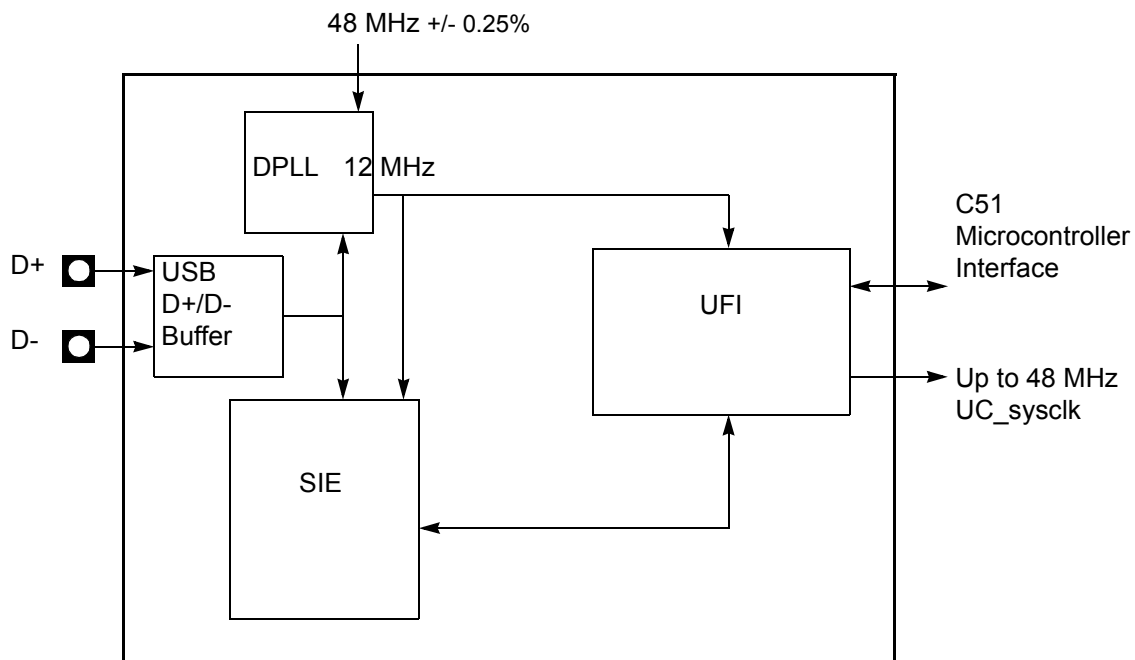 48 MHz +/- 0.25%
DPLL 12 MHz
C51
Microcontroller
Interface
D+
USB
D+/D-
Buffer
UFI
D-
Up to 48 MHz
UC_sysclk
SIE